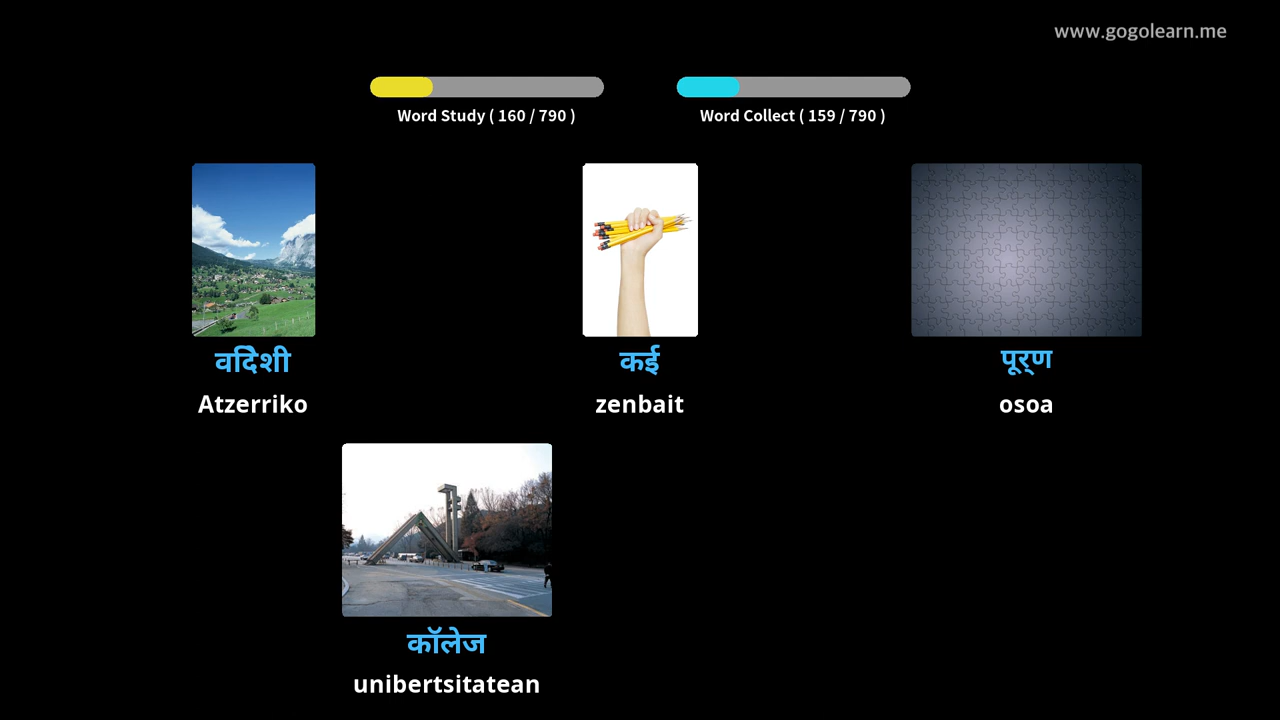 www.gogolearn.me
Word Study ( 160 / 790 )
Word Collect ( 159 / 790 )
वदिेशी
कई
पूर्‌ण
Atzerriko
zenbait
osoa
कॉलेज
unibertsitatean